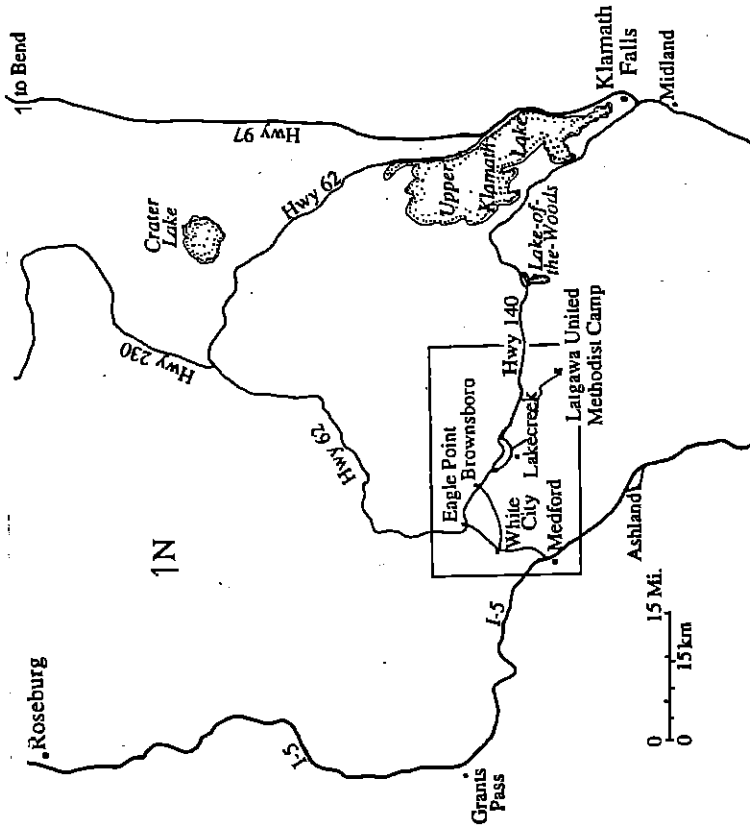 Roseburg
1N
1 to Bend
Crater
Lake
Hwy 97
Hwy 230
Hwy 62
Hwy 62
I-5
Upper
Klamath
Lake
Klamath
Falls
Midland
Lake-of-
the-Woods
Hwy 140
Eagle Point
Brownsboro
White
City
Lakecreek
Medford
Latgawa United
Methodist Camp
I-5
Grants
Pass
Ashland
0 15 Mi.
0 15 km